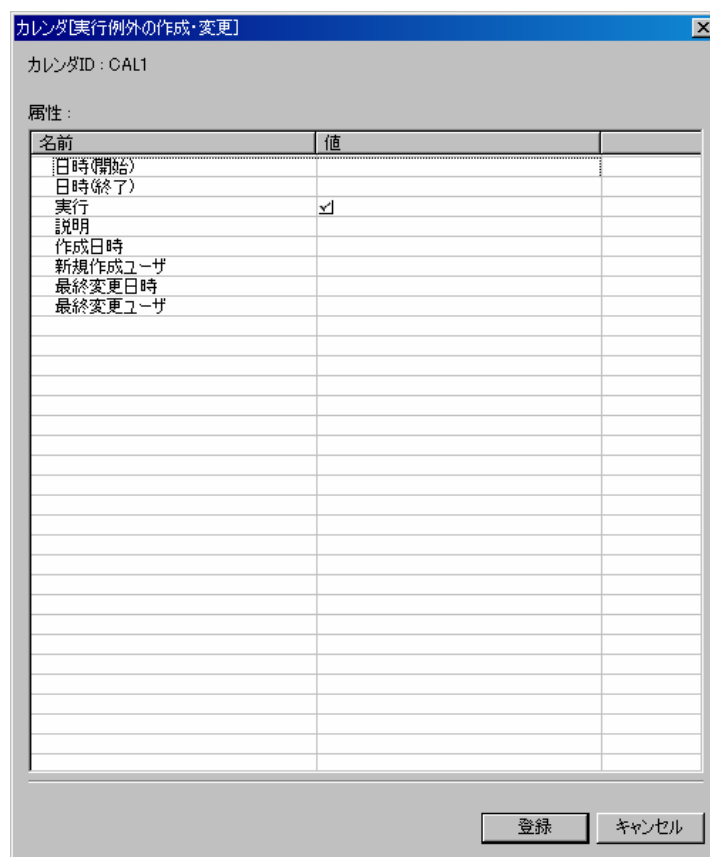 カレンダ[実行例外の作成・変更]
カレンダID : CAL1
属性 :
名前 値
日時(開始)
日時(終了)
実行
説明
作成日時
新規作成ユーザ
最終変更日時
最終変更ユーザ
登録 キャンセル